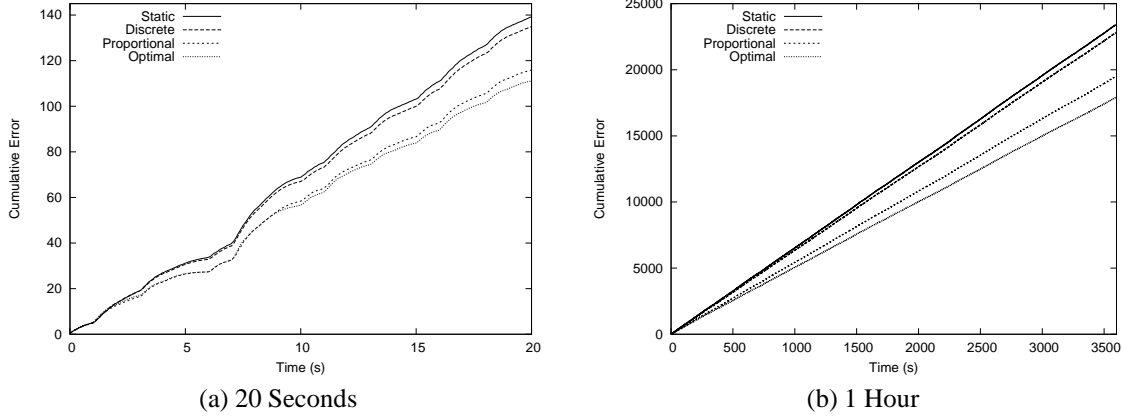 140
120
100
80
60
40
20
0
Cumulative Error
Static
Discrete
Proportional
Optimal
0 5 10 15 20
Time (s)
(a) 20 Seconds
25000
20000
15000
10000
5000
0
Cumulative Error
Static
Discrete
Proportional
Optimal
0 500 1000 1500 2000 2500 3000 3500
Time (s)
(b) 1 Hour